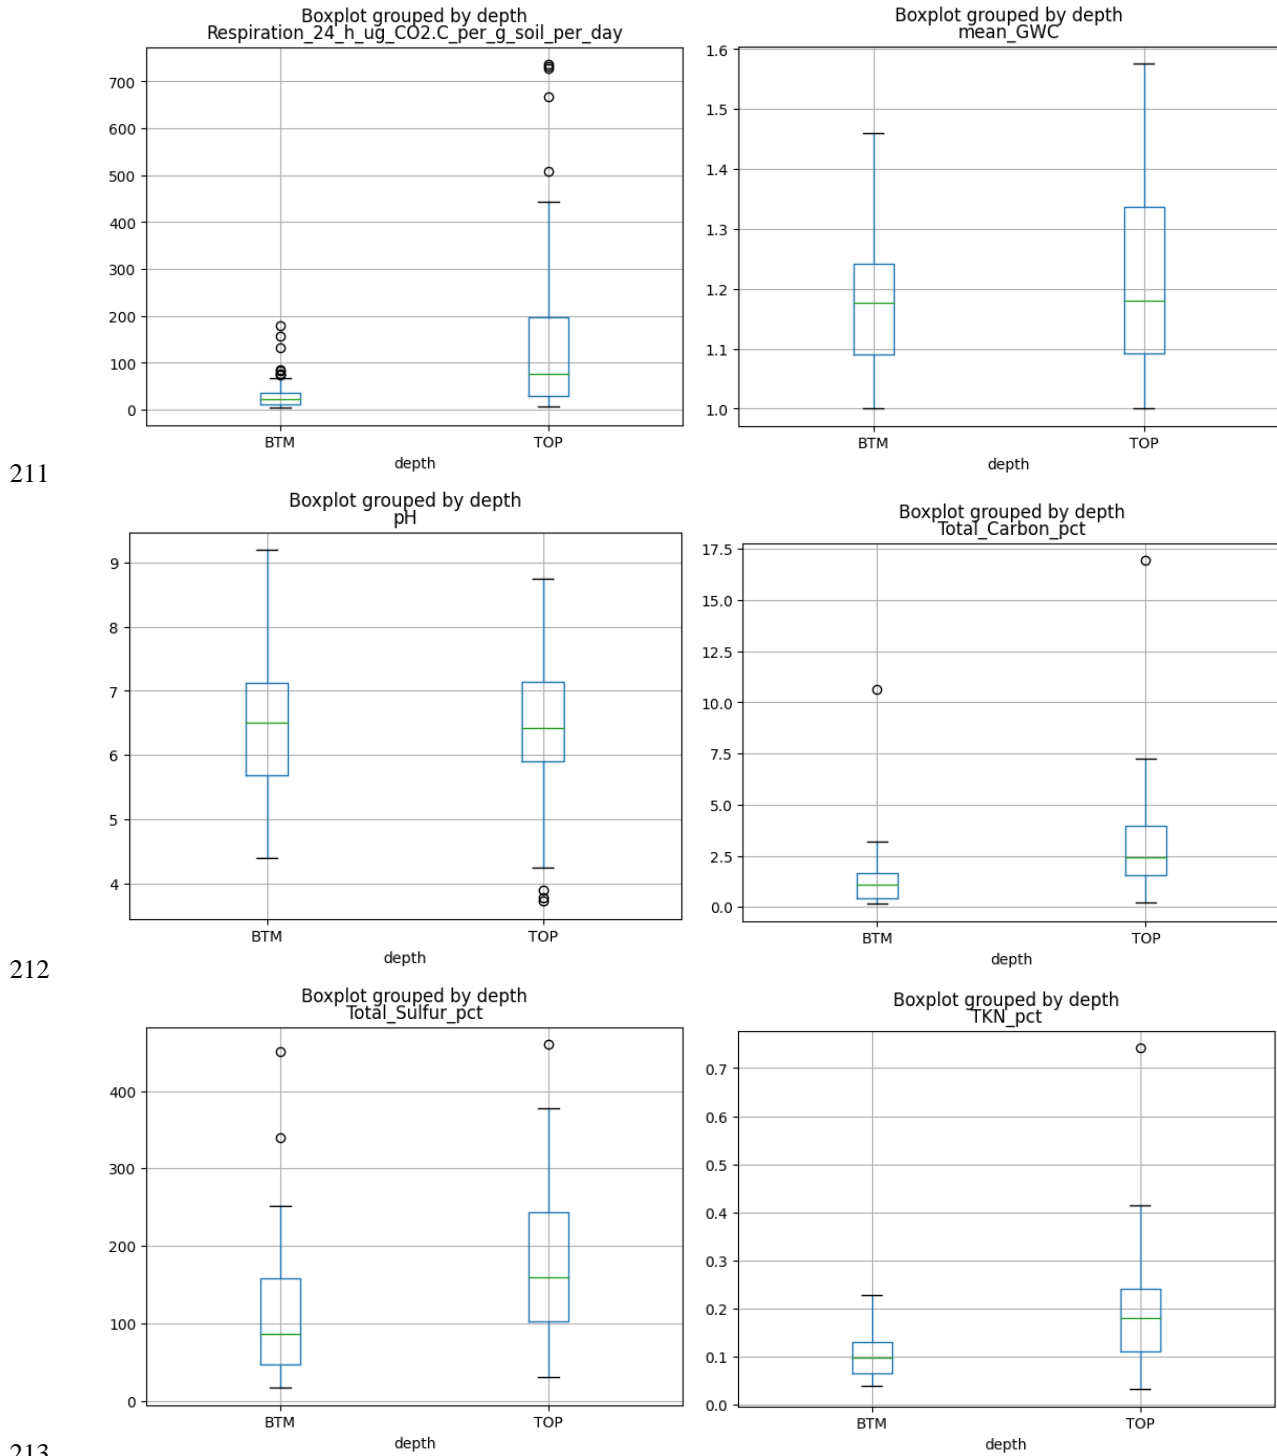 Boxplot grouped by depth
Respiration_24_h_ug_CO2.C_per_g_soil_per_day
700
600
500
400
300
200
100
0
BTM TOP
depth
Boxplot grouped by depth
mean_GWC
1.6
1.5
1.4
1.3
1.2
1.1
1.0
BTM TOP
depth
211
Boxplot grouped by depth
pH
9
8
7
6
5
4
BTM TOP
depth
Boxplot grouped by depth
Total_Carbon_pct
17.5
15.0
12.5
10.0
7.5
5.0
2.5
0.0
BTM TOP
depth
212
Boxplot grouped by depth
Total_Sulfur_pct
400
300
200
100
0
BTM TOP
depth
Boxplot grouped by depth
TKN_pct
0.7
0.6
0.5
0.4
0.3
0.2
0.1
0.0
BTM TOP
depth
213